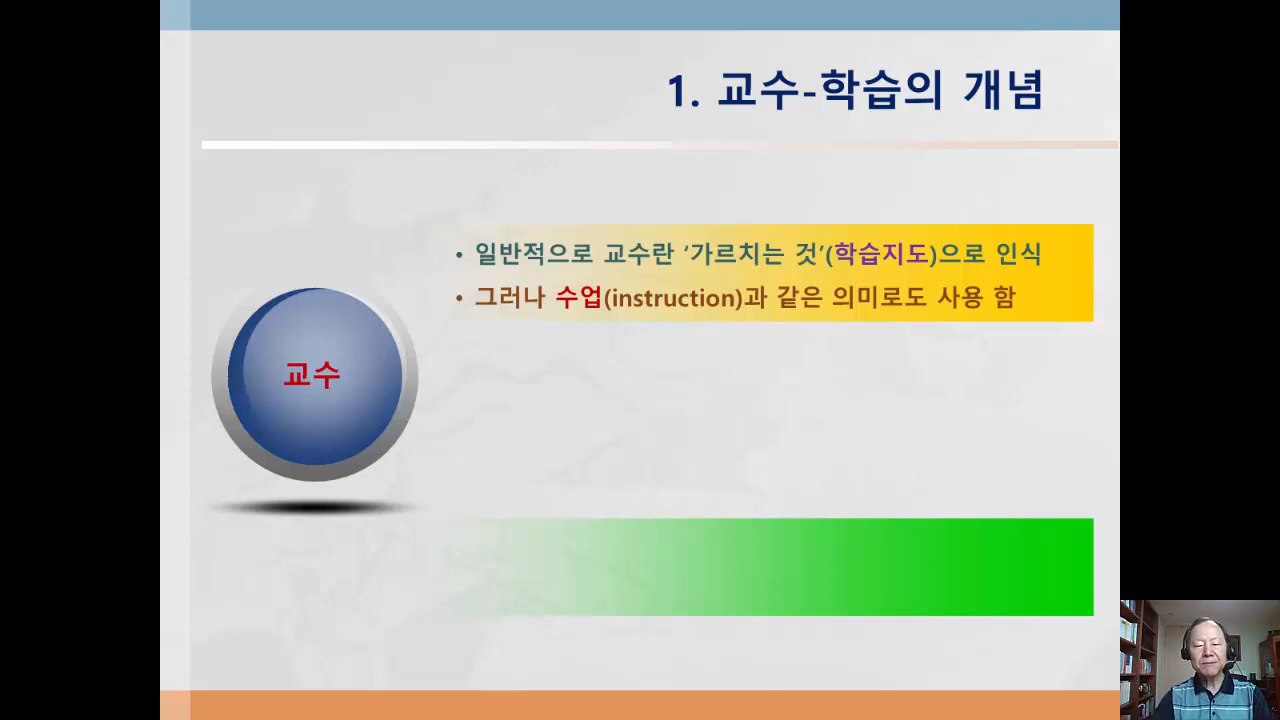 1. 교수-학습의 개념
• 일반적으로 교수란 ‘가르치는 것’(학습지도)으로 인식
• 그러나 수업(instruction)과 같은 의미로도 사용 함
교수